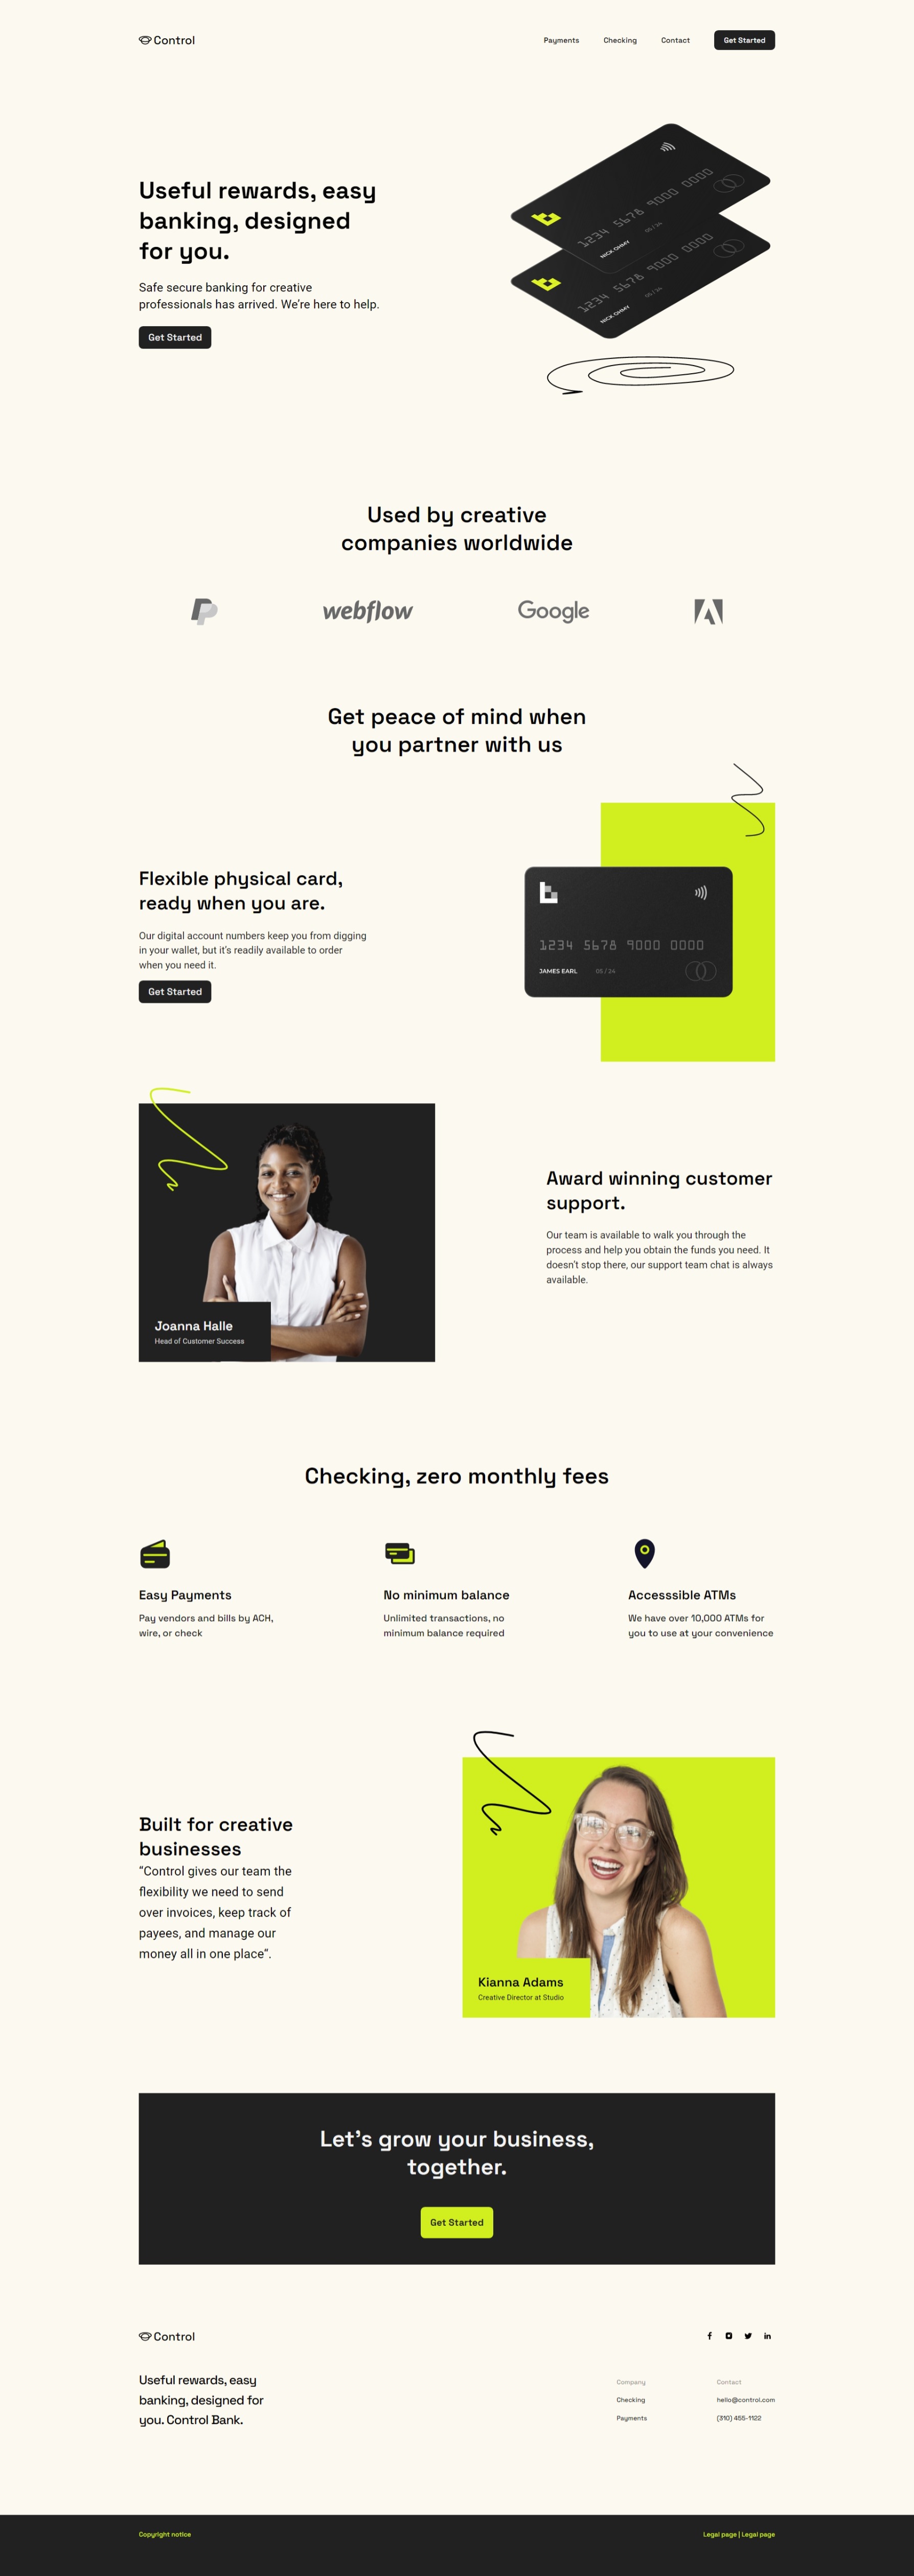 Control
Payments
Checking
Contact
Get Started
Useful rewards, easy
banking, designed
for you.
Safe secure banking for creative
professionals has arrived. We're here to help.
Get Started
1234 5678 9000 0000
NICK OHMY
05 / 24
1234 5678 9000 0000
NICK OHMY
05 / 24
Used by creative
companies worldwide
webflow
Google
Get peace of mind when
you partner with us
Flexible physical card,
ready when you are.
Our digital account numbers keep you from digging
in your wallet, but it's readily available to order
when you need it.
Get Started
1234 5678 9000 0000
JAMES EARL
05 / 24
Joanna Halle
Head of Customer Success
Award winning customer
support.
Our team is available to walk you through the
process and help you obtain the funds you need. It
doesn't stop there, our support team chat is always
available.
Checking, zero monthly fees
Easy Payments
Pay vendors and bills by ACH,
wire, or check
No minimum balance
Unlimited transactions, no
minimum balance required
Accesssible ATMs
We have over 10,000 ATMs for
you to use at your convenience
Built for creative
businesses
"Control gives our team the
flexibility we need to send
over invoices, keep track of
payees, and manage our
money all in one place".
Kianna Adams
Creative Director at Studio
Let's grow your business,
together.
Get Started
Control
Useful rewards, easy
banking, designed for
you. Control Bank.
Company
Checking
Payments
Contact
hello@control.com
(310) 455-1122
Copyright notice
Legal page | Legal page